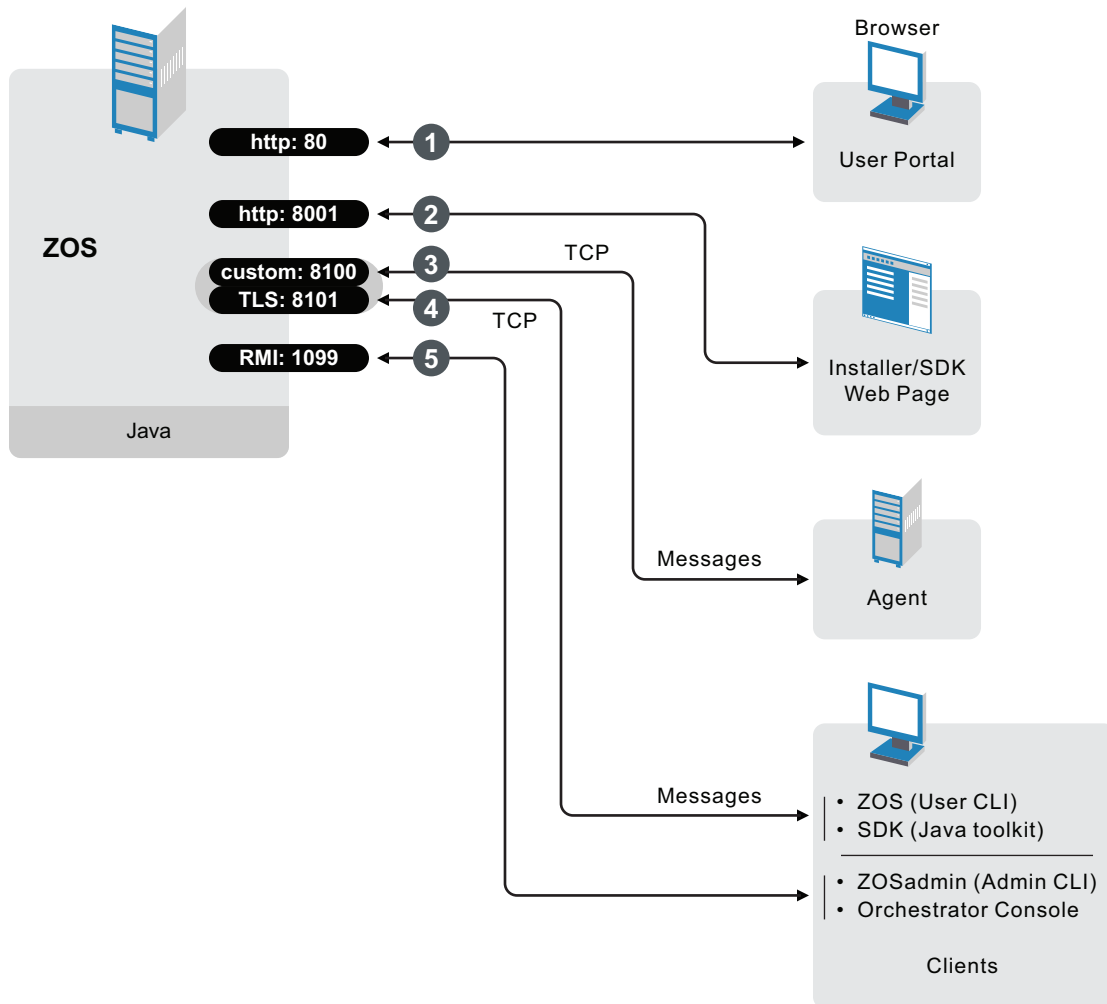 Browser
http: 80
1
User Portal
http: 8001
2
ZOS
custom: 8100
3
TCP
TLS: 8101
4
TCP
RMI: 1099
5
Installer/SDK
Web Page
Java
Messages
Agent
Messages
• ZOS (User CLI)
• SDK (Java toolkit)
• ZOSadmin (Admin CLI)
• Orchestrator Console
Clients